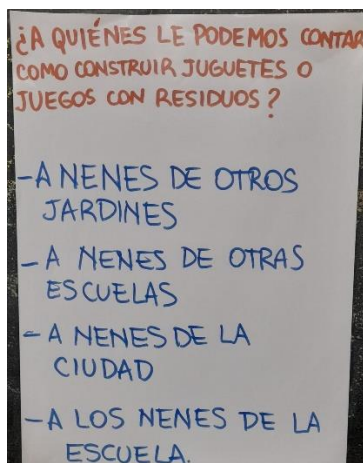 ¿A QUIÉNES LE PODEMOS CONTAR
COMO CONSTRUIR JUGUETES O
JUEGOS CON RESIDUOS?
-A NENES DE OTROS
JARDINES
- A NENES DE OTRAS
ESCUELAS
- A NENES DE LA
CIUDAD
-A LOS NENES DE LA
ESCUELA.